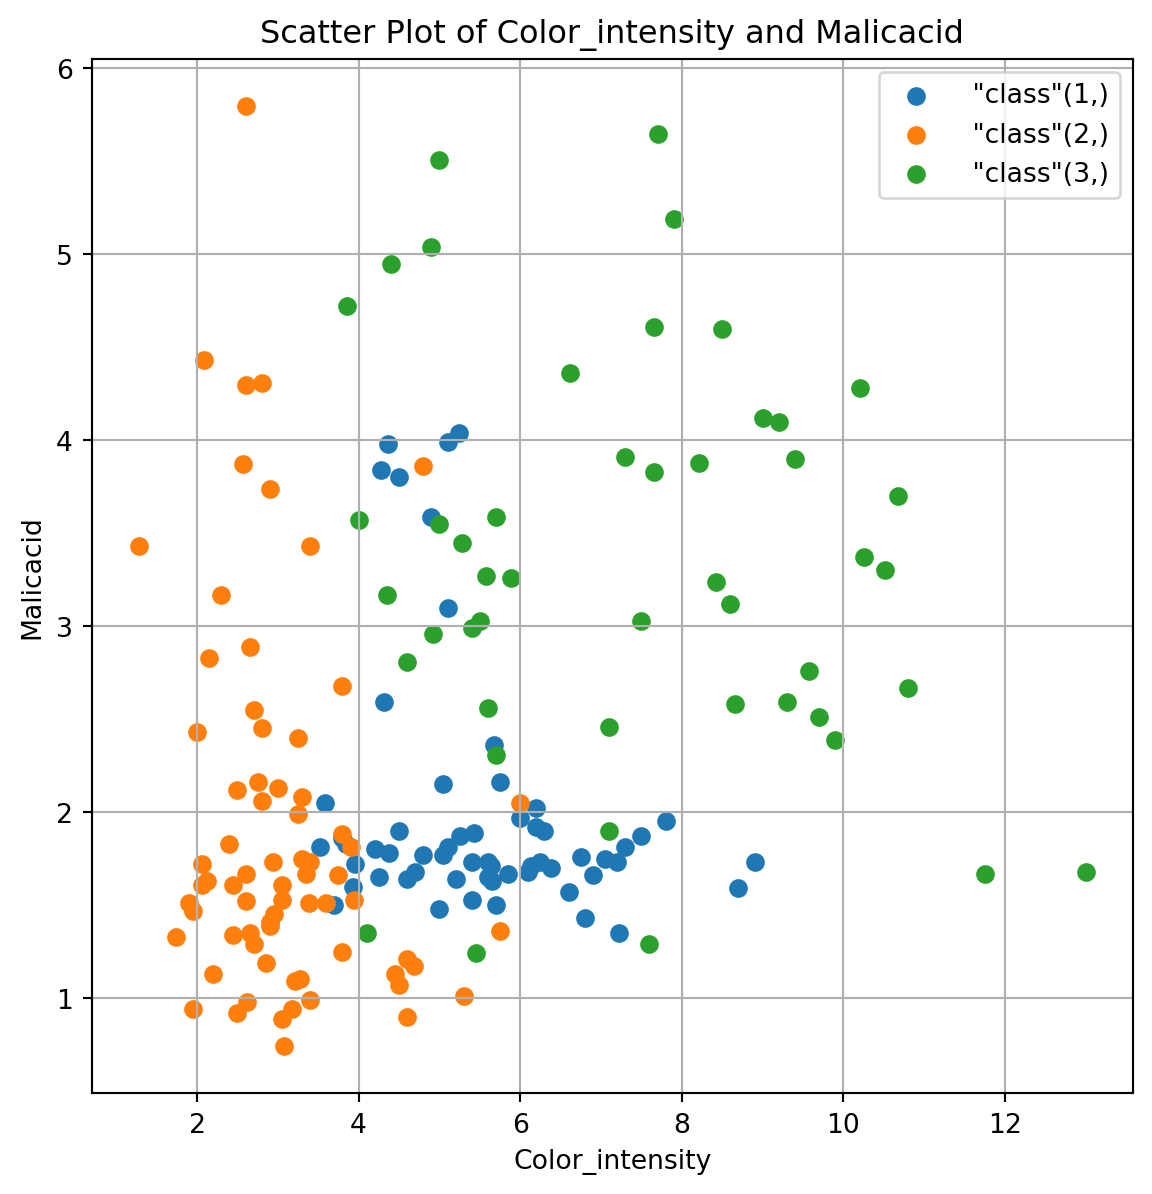 Scatter Plot of Color_intensity and Malicacid
"class"(1,)
"class"(2,)
"class"(3,)
6
5
4
3
2
1
Malicacid
2 4 6 8 10 12
Color_intensity